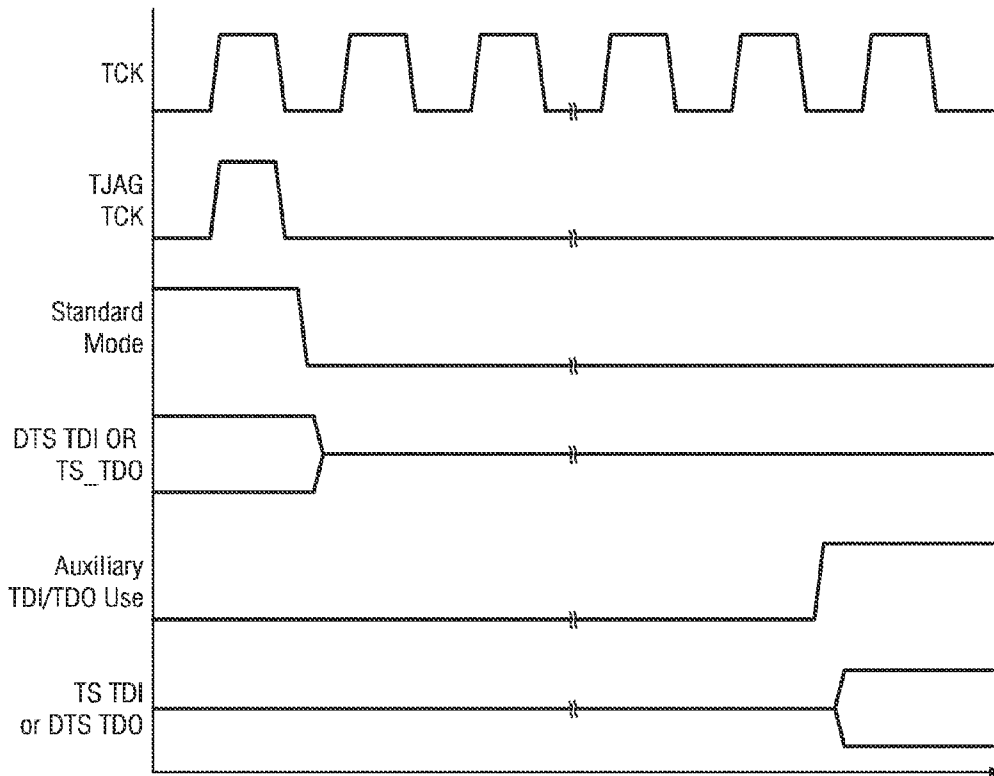 TCK
TJAG
TCK
Standard
Mode
DTS TDI OR
TS_TDO
Auxiliary
TDI/TDO Use
TS TDI
or DTS TDO